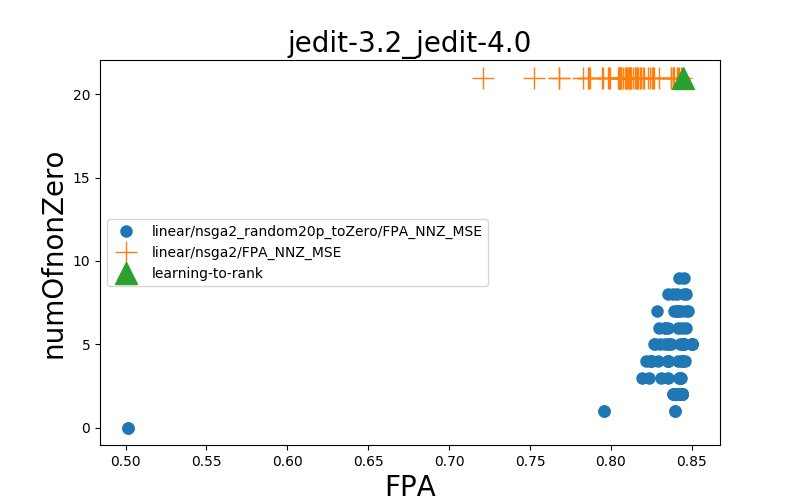 jedit-3.2_jedit-4.0
numOfnonZero
20
15
10
5
0
linear/nsga2_random20p_toZero/FPA_NNZ_MSE
linear/nsga2/FPA_NNZ_MSE
learning-to-rank
0.50 0.55 0.60 0.65 0.70 0.75 0.80 0.85
FPA